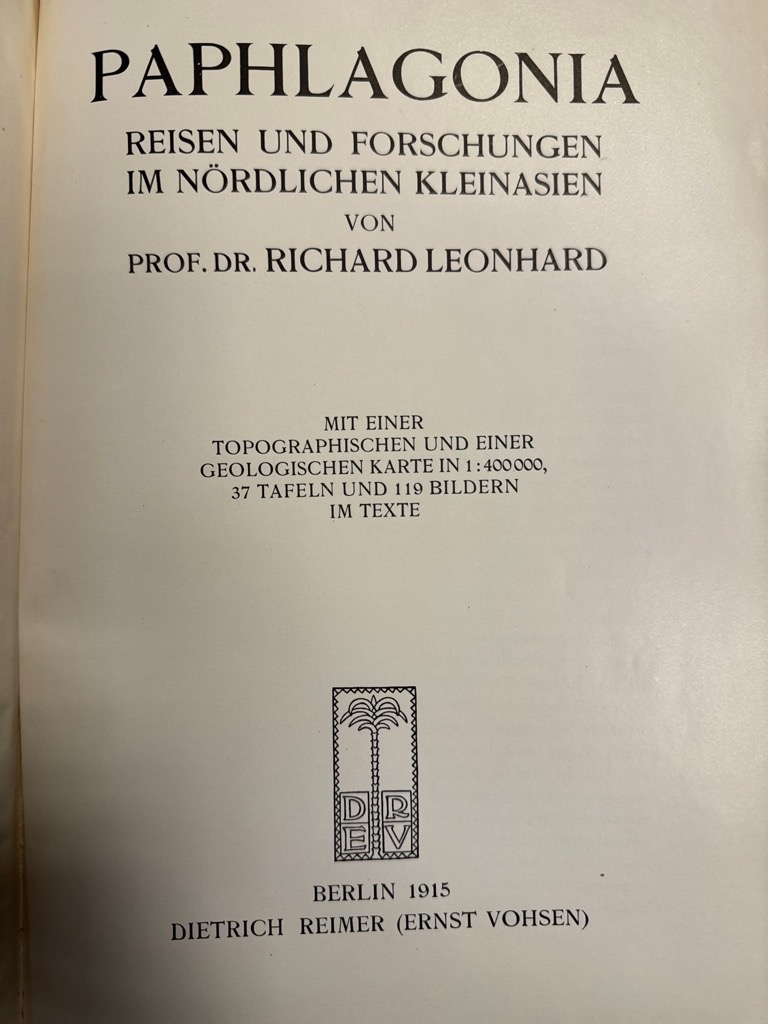 PAPHLAGONIA
REISEN UND FORSCHUNGEN
IM NÖRDLICHEN KLEINASIEN
VON
PROF. DR. RICHARD LEONHARD
MIT EINER
TOPOGRAPHISCHEN UND EINER
GEOLOGISCHEN KARTE IN 1:400000,
37 TAFELN UND 119 BILDERN
IM TEXTE
D R
E V
BERLIN 1915
DIETRICH REIMER (ERNST VOHSEN)